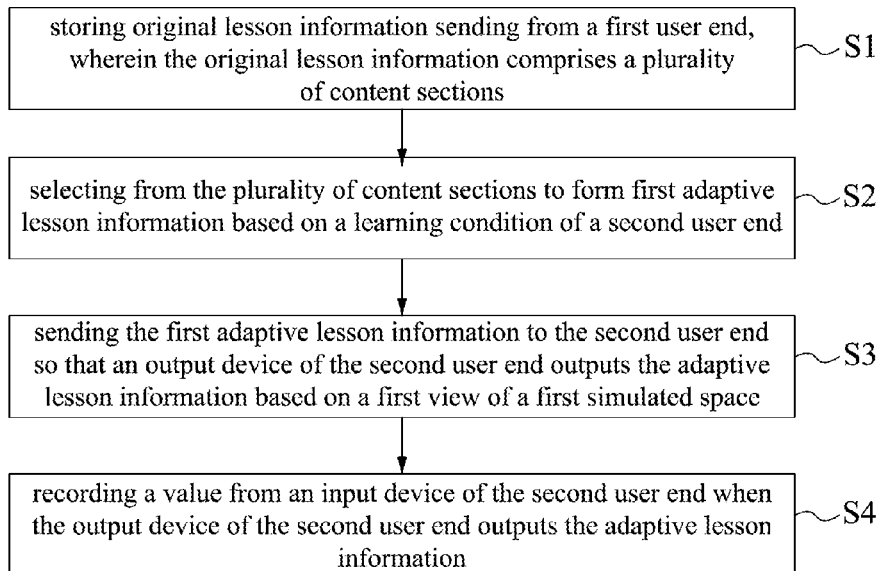 storing original lesson information sending from a first user end,
wherein the original lesson information comprises a plurality
of content sections
S1
selecting from the plurality of content sections to form first adaptive
lesson information based on a learning condition of a second user end
S2
sending the first adaptive lesson information to the second user end
so that an output device of the second user end outputs the adaptive
lesson information based on a first view of a first simulated space
S3
recording a value from an input device of the second user end when
the output device of the second user end outputs the adaptive lesson
information
S4